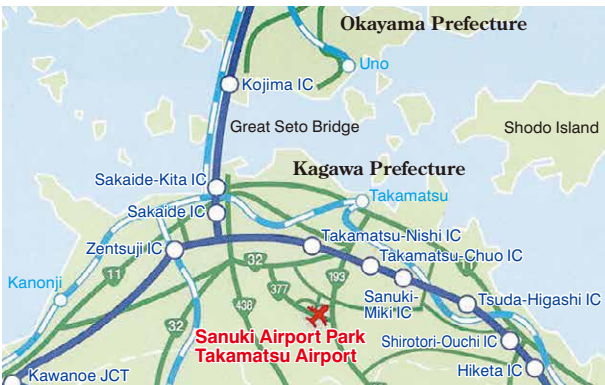 Okayama Prefecture
Uno
Kojima IC
Great Seto Bridge
Shodo Island
Kagawa Prefecture
Sakaide-Kita IC
Takamatsu
Sakaide IC
Takamatsu-Nishi IC
Zentsuji IC
Takamatsu-Chuo IC
32
11
193
Kanonji
377
Sanuki-
Miki IC
Tsuda-Higashi IC
438
32
Sanuki Airport Park
Takamatsu Airport
Shirotori-Ouchi IC
Hiketa IC
Kawanoe JCT